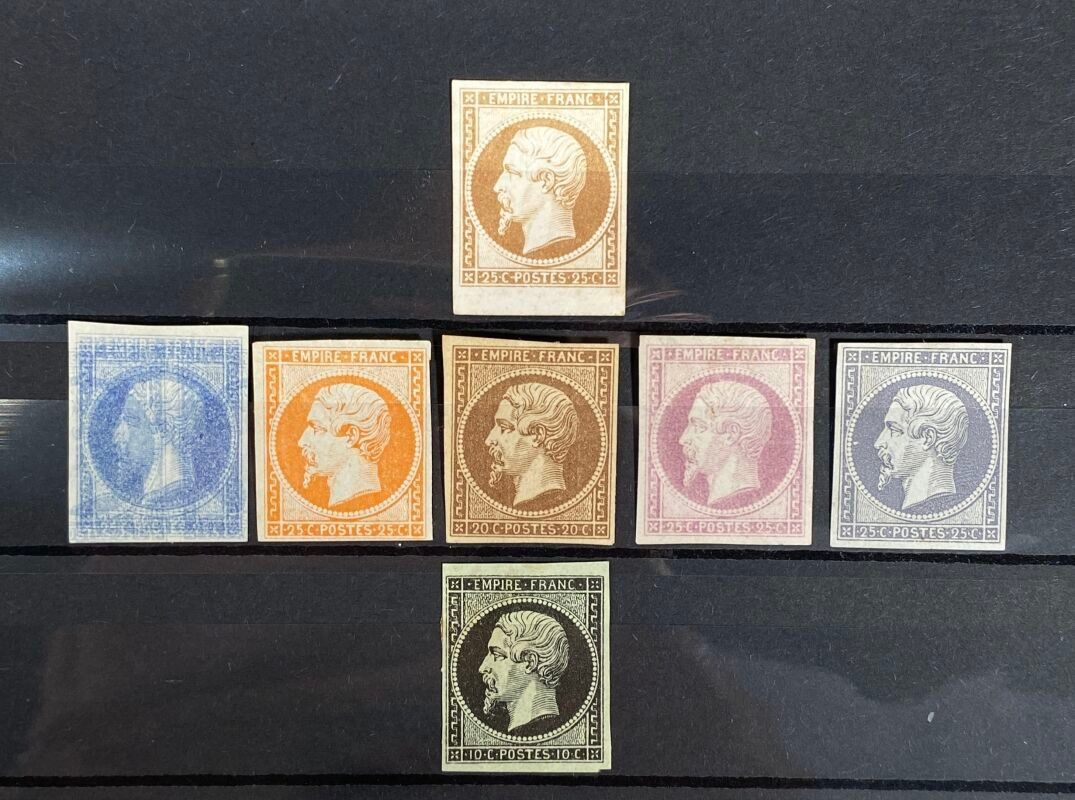 EMPIRE · FRANC ·
· 25 · C · POSTES · 25 · C ·
EMPIRE FRANC
EMPIRE · FRANC ·
· 25 · C · POSTES · 25 · C ·
EMPIRE · FRANC ·
20 C · POSTES · 20 C ·
EMPIRE · FRANC ·
· 25 · C · POSTES · 25 · C ·
EMPIRE · FRANC ·
· 25 · C · POSTES · 25 · C ·
· EMPIRE · FRANC ·
· 10 · C · POSTES · 10 · C ·